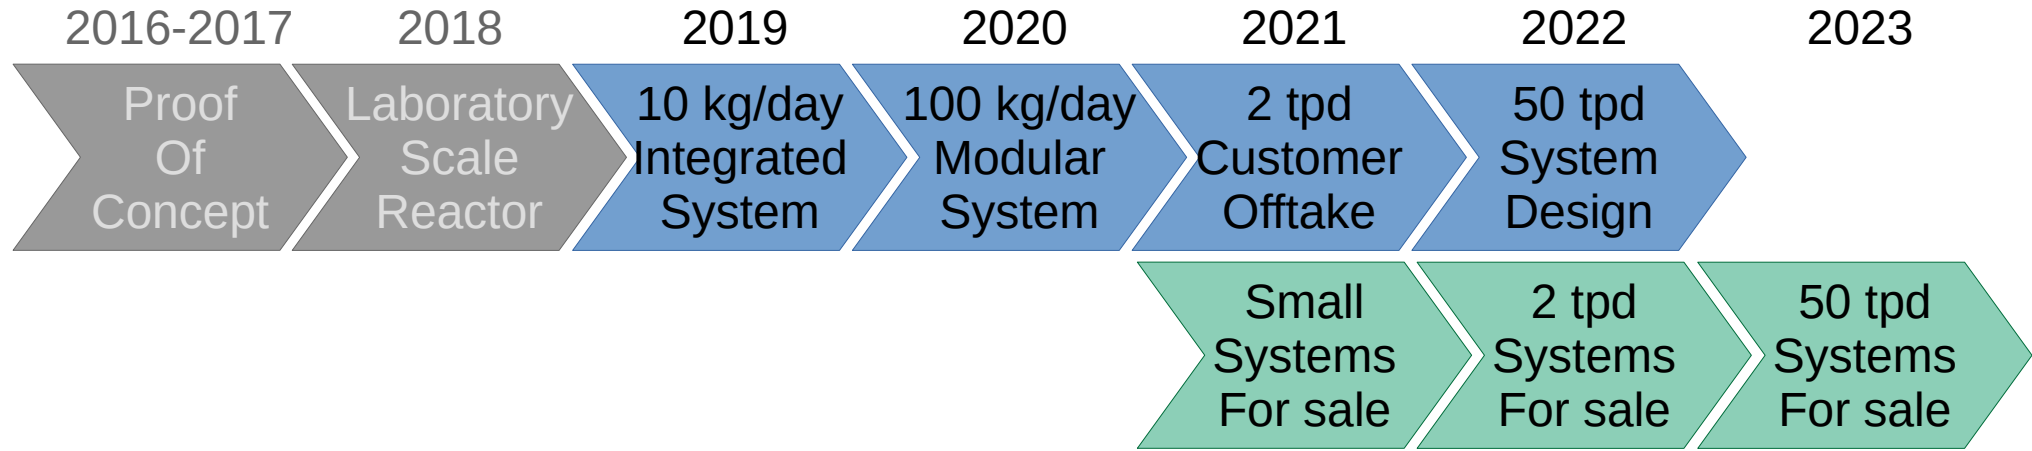 2016-2017 2018 2019 2020 2021 2022 2023
Proof
Of
Concept
Laboratory
Scale
Reactor
10 kg/day
Integrated
System
100 kg/day
Modular
System
2 tpd
Customer
Offtake
50 tpd
System
Design
Small
Systems
For sale
2 tpd
Systems
For sale
50 tpd
Systems
For sale